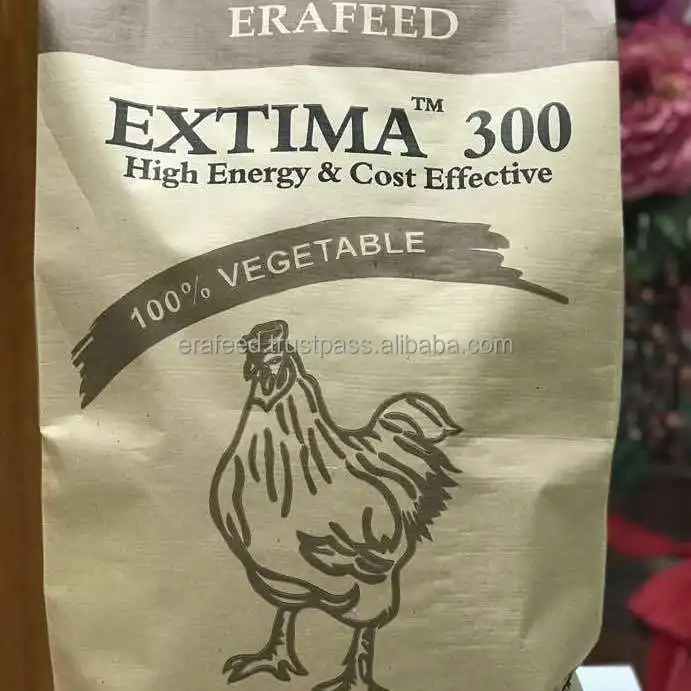 ERAFEED
EXTIMA™ 300
High Energy & Cost Effective
100% VEGETABLE
erafeed.trustpass.alibaba.com